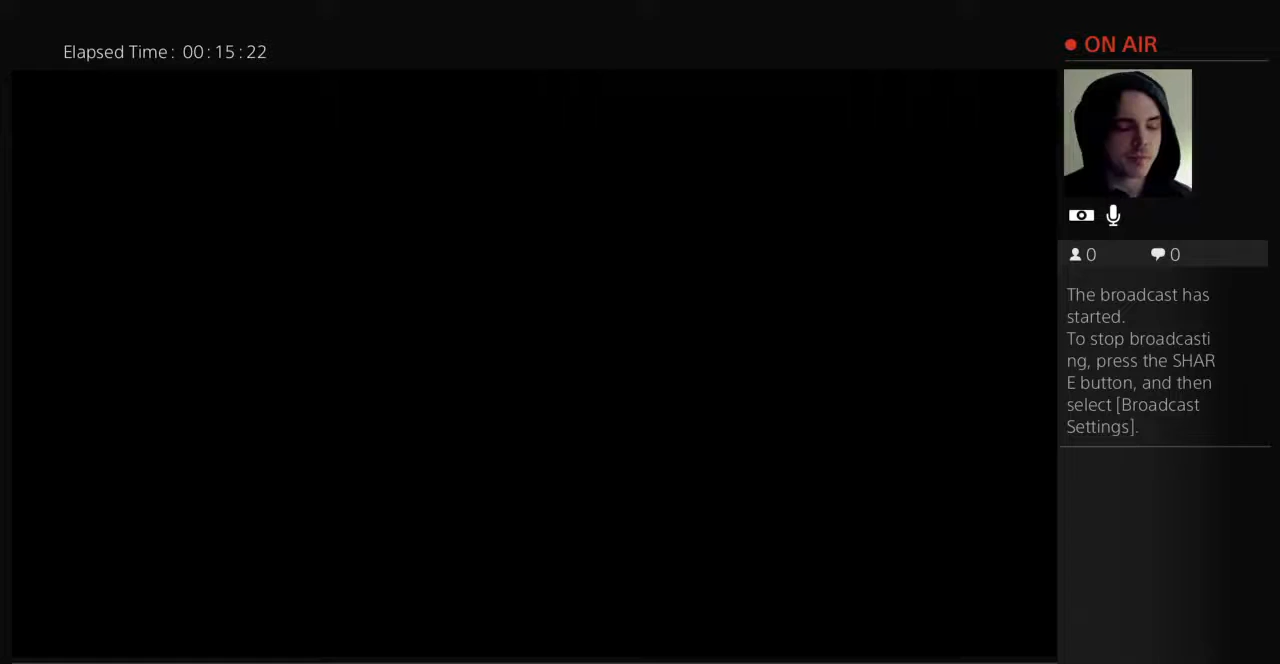 Elapsed Time: 00:15:22
ON AIR
0 0
The broadcast has
started.
To stop broadcasti
ng, press the SHAR
E button, and then
select [Broadcast
Settings].